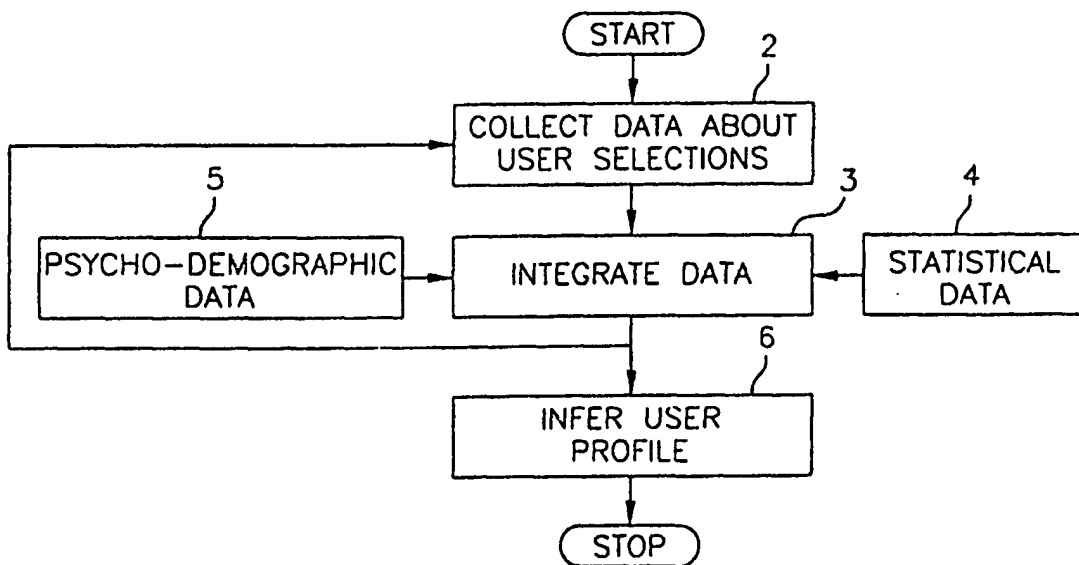 START
2
COLLECT DATA ABOUT
USER SELECTIONS
5
3
4
PSYCHO-DEMOGRAPHIC
DATA
INTEGRATE DATA
STATISTICAL
DATA
6
INFER USER
PROFILE
STOP